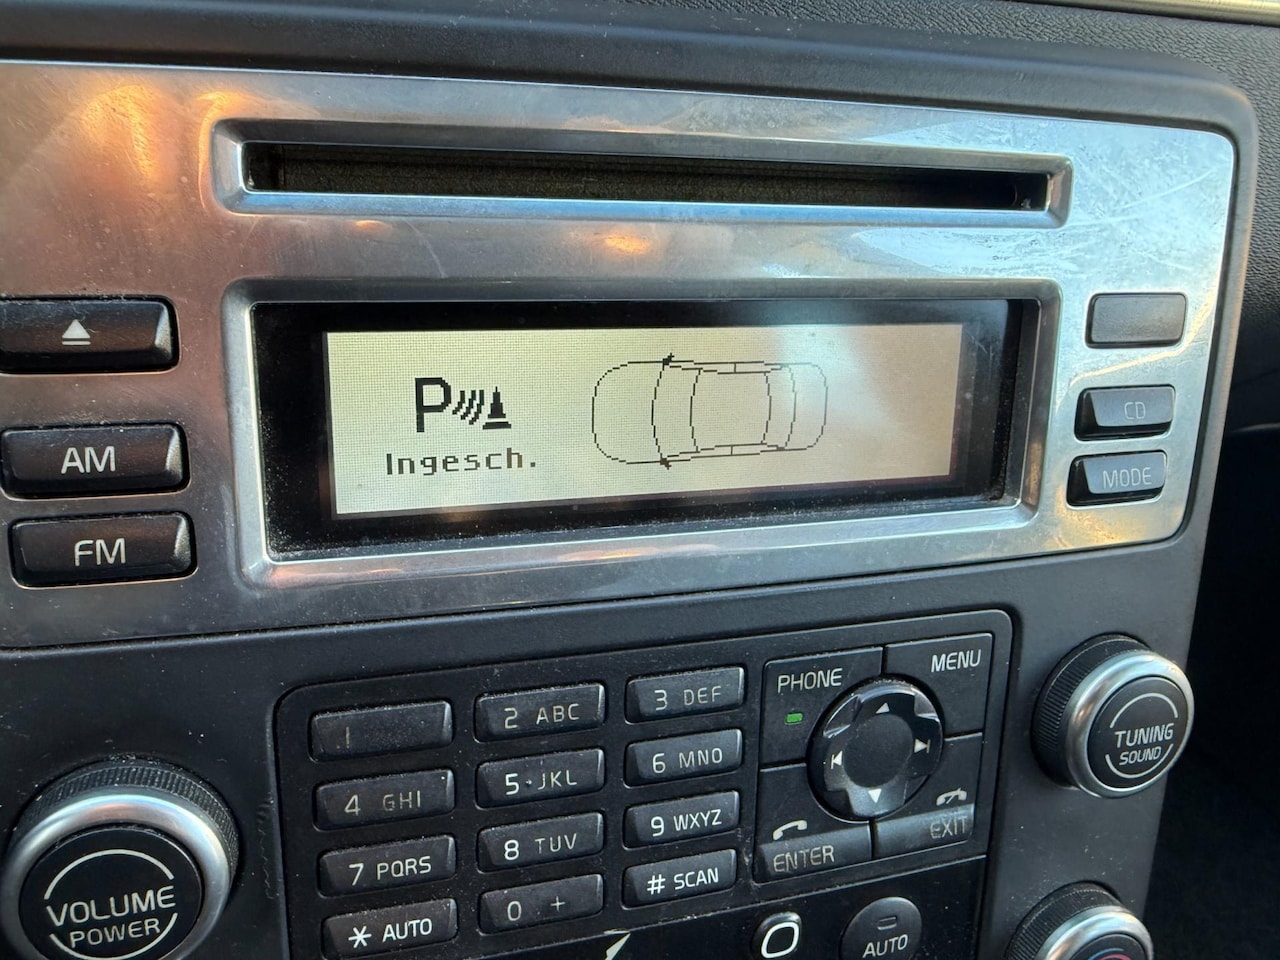 P
Ingesch.
AM
FM
CD
MODE
1
2 ABC
3 DEF
4 GHI
5 JKL
6 MNO
7 PQRS
8 TUV
9 WXYZ
* AUTO
0 +
# SCAN
PHONE
MENU
ENTER
EXIT
VOLUME
POWER
TUNING
SOUND
AUTO